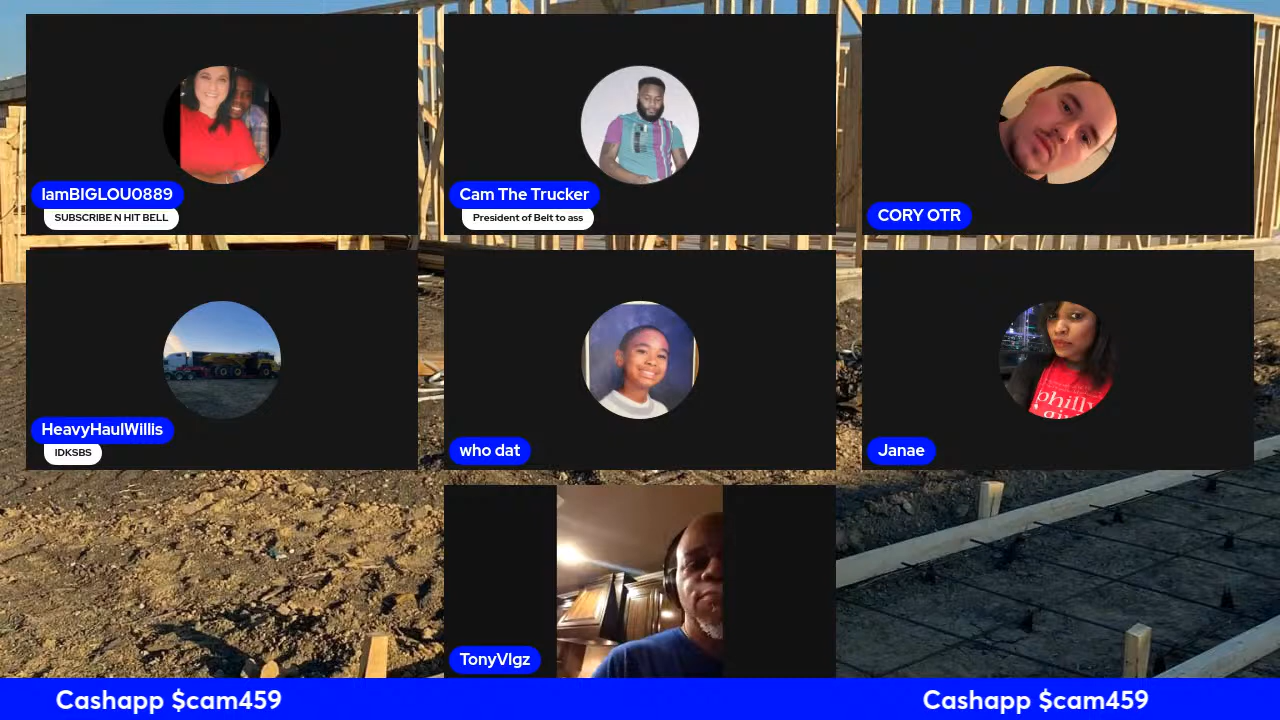 IamBIGLOU0889
SUBSCRIBE N HIT BELL
Cam The Trucker
President of Belt to ass
CORY OTR
HeavyHaulWillis
IDKSBS
who dat
Janae
philly
TonyVlgz
Cashapp $cam459
Cashapp $cam459